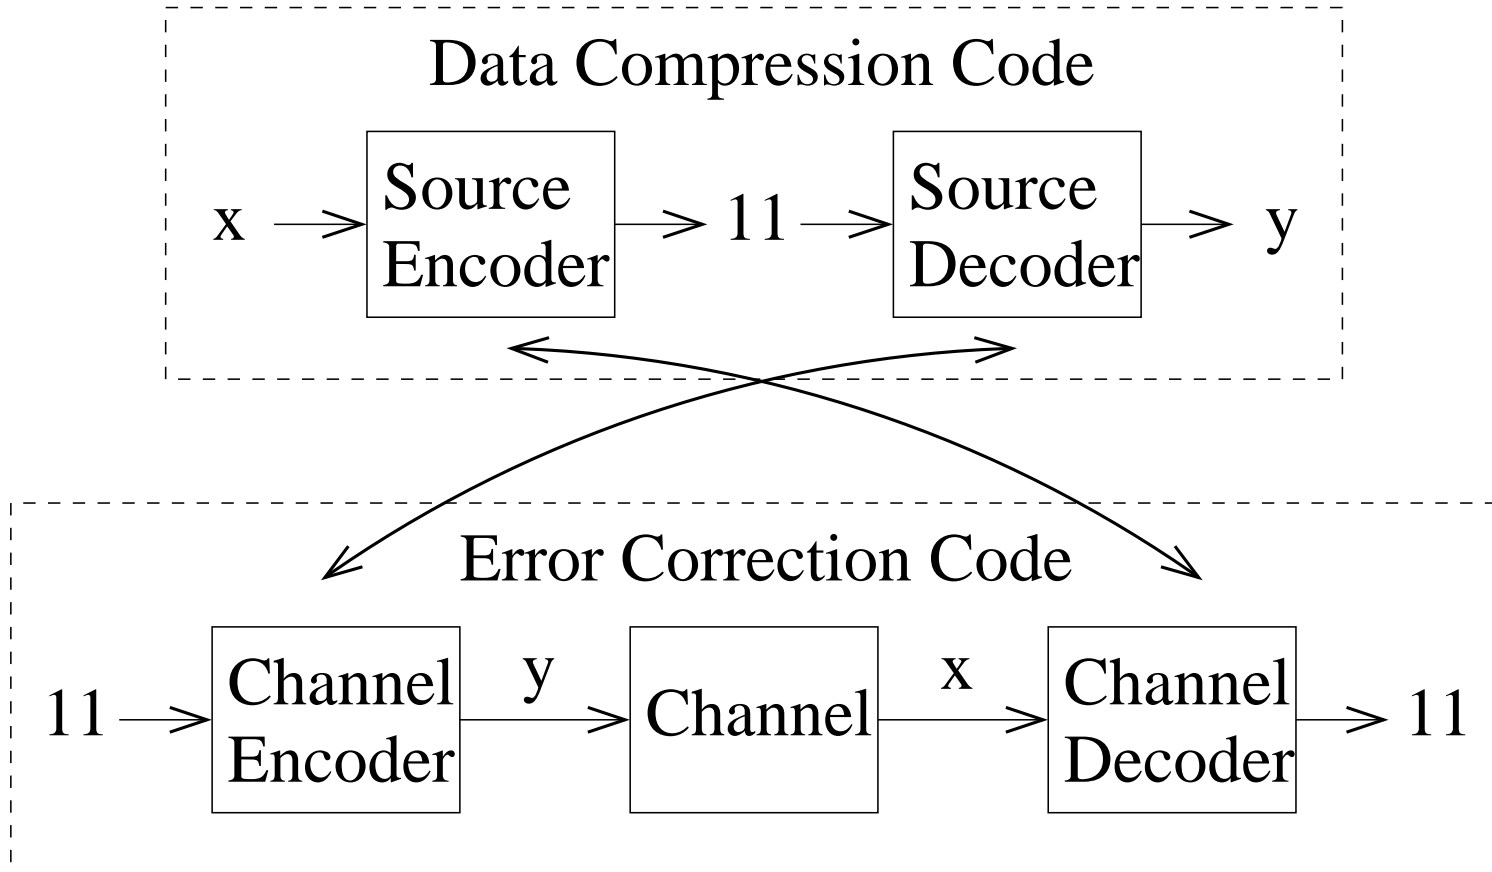 Data Compression Code
x
Source
Encoder
11
Source
Decoder
y
Error Correction Code
11
Channel
Encoder
y
Channel
x
Channel
Decoder
11